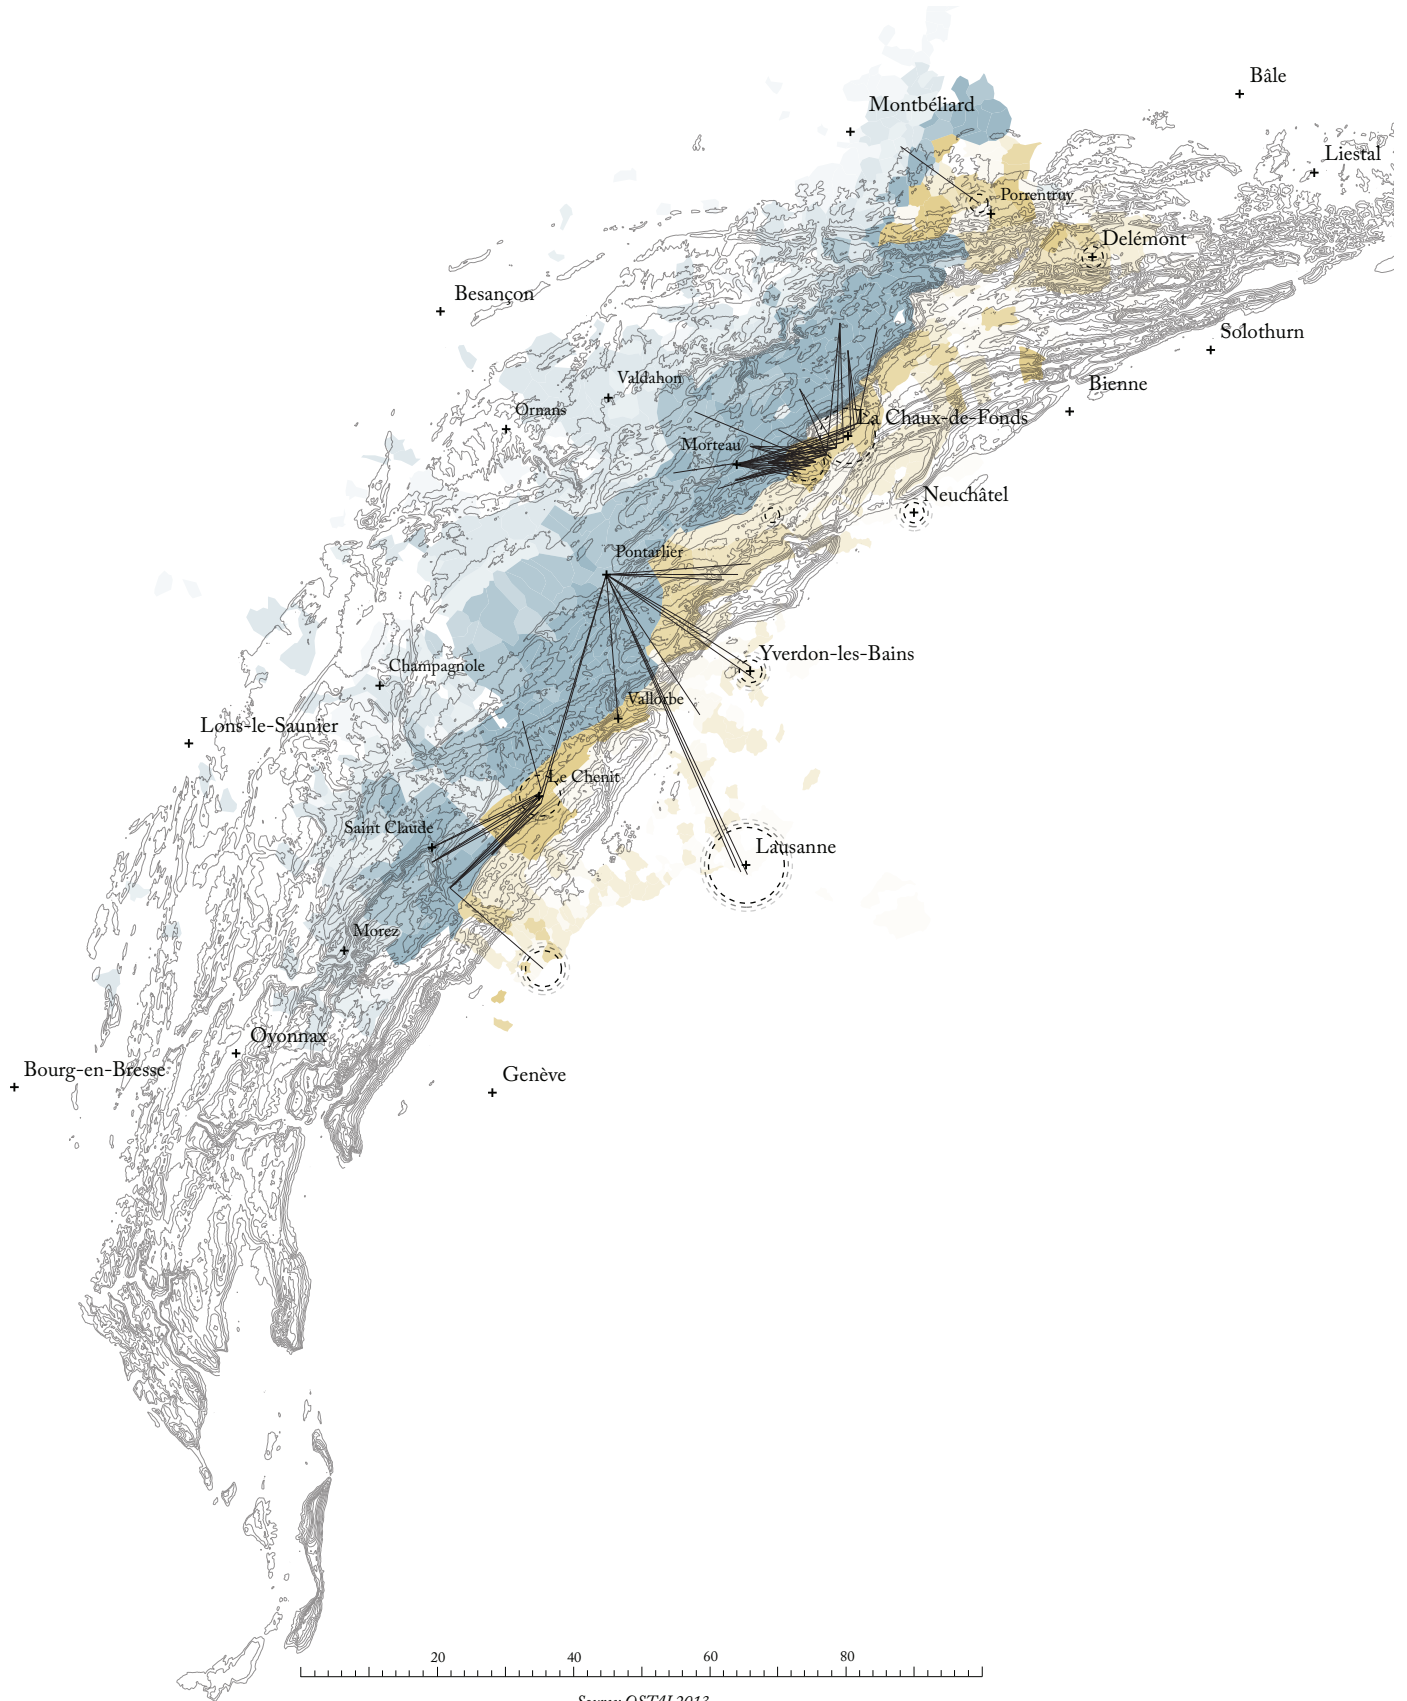 Bâle
Montbéliard
Liestal
Porrentruy
Delémont
Besançon
Solothurn
Valdahon
Bienne
Ornans
La Chaux-de-Fonds
Morteau
Neuchâtel
Pontarlier
Yverdon-les-Bains
Champagnole
Vallorbe
Lons-le-Saunier
Le Chenit
Saint Claude
Lausanne
Morez
Oyonnax
Bourg-en-Bresse
Genève
20 40 60 80